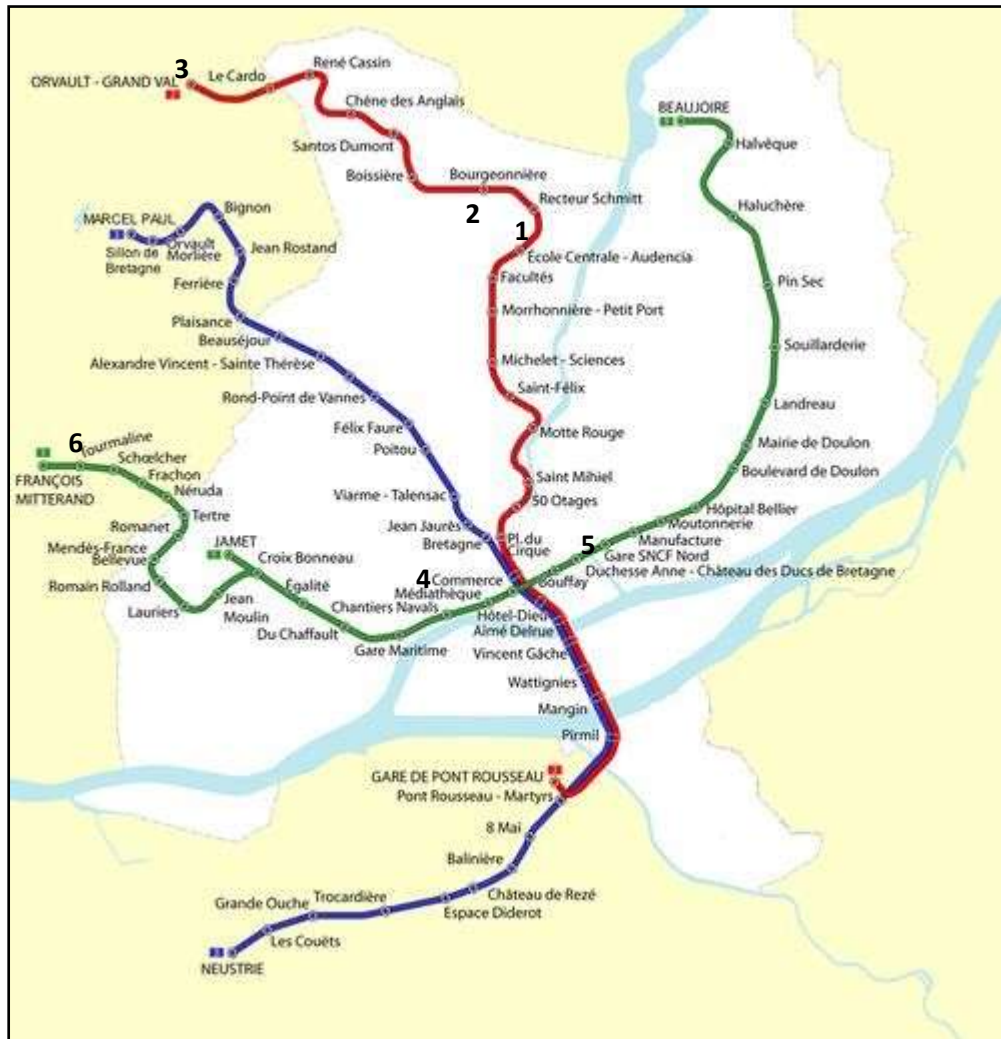 3
ORVAULT - GRAND VAL
2
Le Cardo
René Cassin
Chêne des Anglais
Santos Dumont
Boissière
Bourgeonnière
2
Recteur Schmitt
1
École Centrale - Audencia
Facultés
Morrhonnière - Petit Port
Michelet - Sciences
Saint-Félix
Motte Rouge
Saint Mihiel
50 Otages
Pl. du
Cirque
BEAUJOIRE
Halvêque
Haluchère
Pin Sec
Souillarderie
Landreau
Mairie de Doulon
Boulevard de Doulon
Hôpital Bellier
Moutonnerie
Manufacture
5
Gare SNCF Nord
Duchesse Anne - Château des Ducs de Bretagne
Bouffay
MARCEL PAUL
Sillon de
Bretagne
Orvault
Morlière
Bignon
Jean Rostand
Ferrière
Plaisance
Beauséjour
Alexandre Vincent - Sainte Thérèse
Rond-Point de Vannes
Félix Faure
Poitou
Viarme - Talensac
Jean Jaurès
Bretagne
6
FRANÇOIS
MITTERAND
Tourmaline
Schœlcher
Frachon
Néruda
Tertre
Romanet
Mendès-France
Bellevue
Romain Rolland
Lauriers
Jean
Moulin
JAMET
Croix Bonneau
Égalité
Du Chaffault
Gare Maritime
Chantiers Navals
4
Médiathèque
Commerce
Hôtel-Dieu
Aimé Delrue
Vincent Gâche
Wattignies
Mangin
Pirmil
GARE DE PONT ROUSSEAU
Pont Rousseau - Martyrs
8 Mai
Balinière
Château de Rezé
Espace Diderot
Trocardière
Grande Ouche
Les Couëts
NEUSTRIE